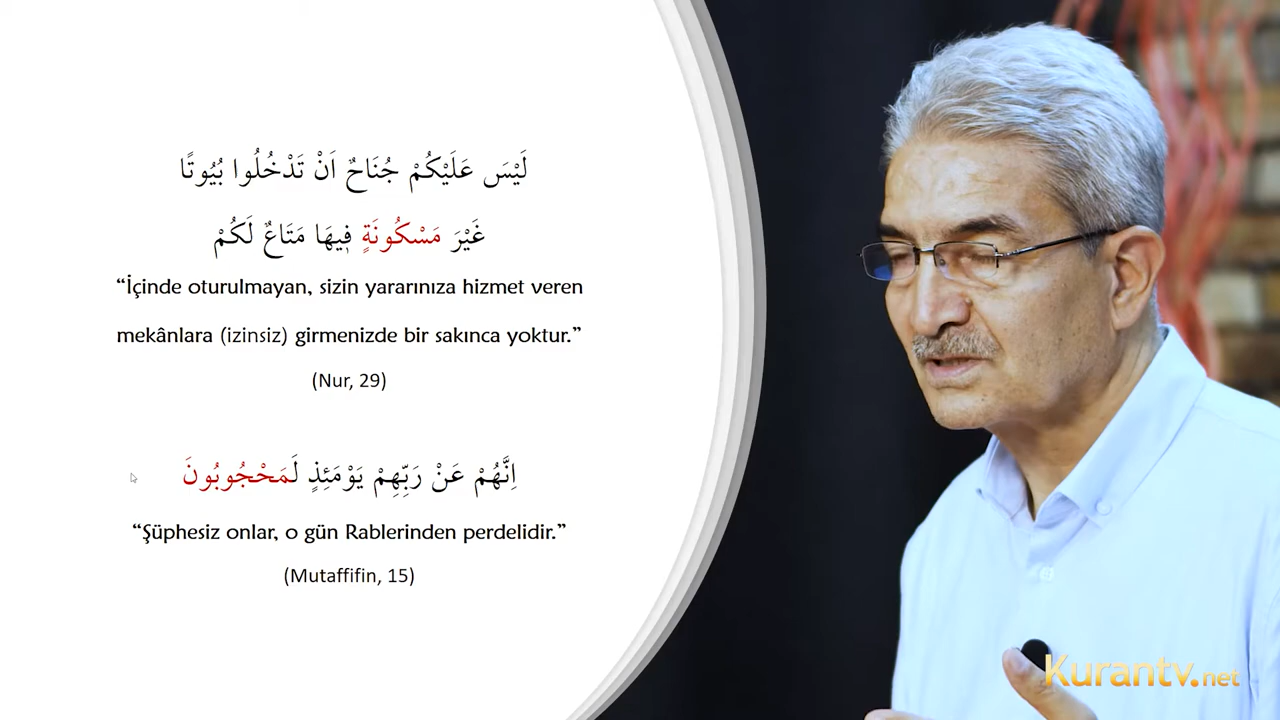 لَيْسَ عَلَيْكُمْ جُنَاحٌ اَنْ تَدْخُلُوا بُيُوتًا
غَيْرَ مَسْكُونَةٍ فٖيهَا مَتَاعٌ لَكُمْ
“İçinde oturulmayan, sizin yararınıza hizmet veren
mekânlara (izinsiz) girmenizde bir sakınca yoktur.”
(Nur, 29)
اِنَّهُمْ عَنْ رَبِّهِمْ يَوْمَئِذٍ لَمَحْجُوبُونَ
“Şüphesiz onlar, o gün Rablerinden perdelidir.”
(Mutaffifin, 15)
Kurantv.net